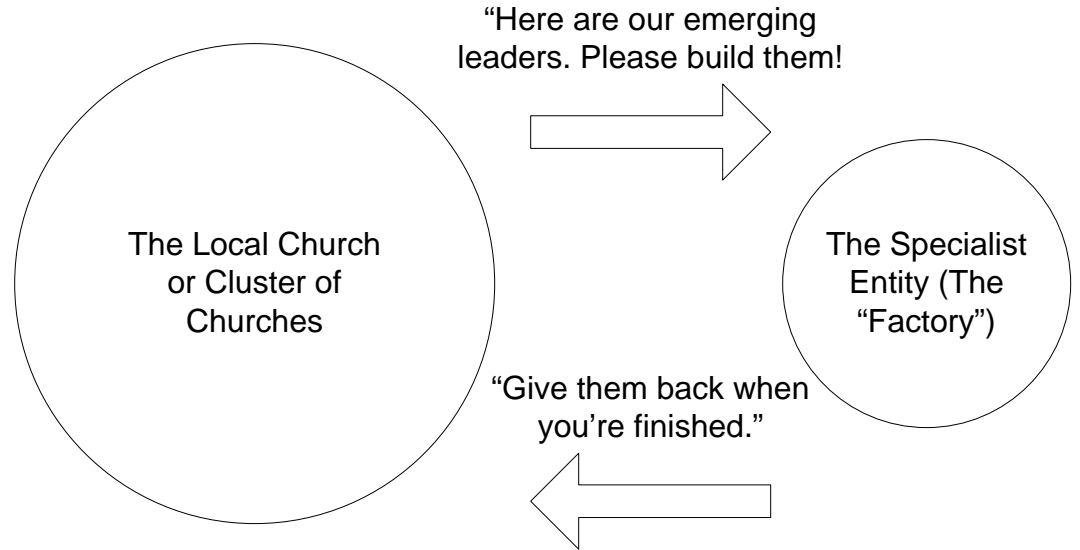 “Here are our emerging
leaders. Please build them!
The Local Church
or Cluster of
Churches
The Specialist
Entity (The
“Factory”)
“Give them back when
you’re finished.”